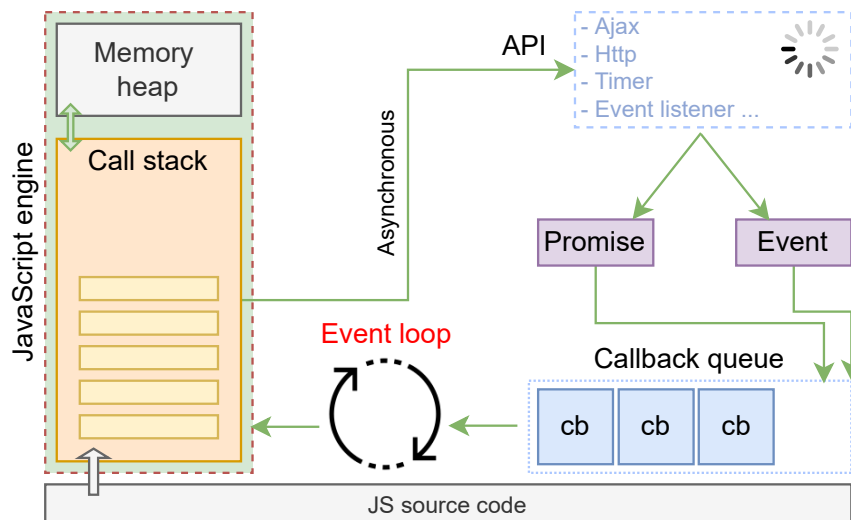 Memory
heap
Call stack
JavaScript engine
Asynchronous
API
- Ajax
- Http
- Timer
- Event listener ...
Promise
Event
Event loop
Callback queue
cb
cb
cb
JS source code